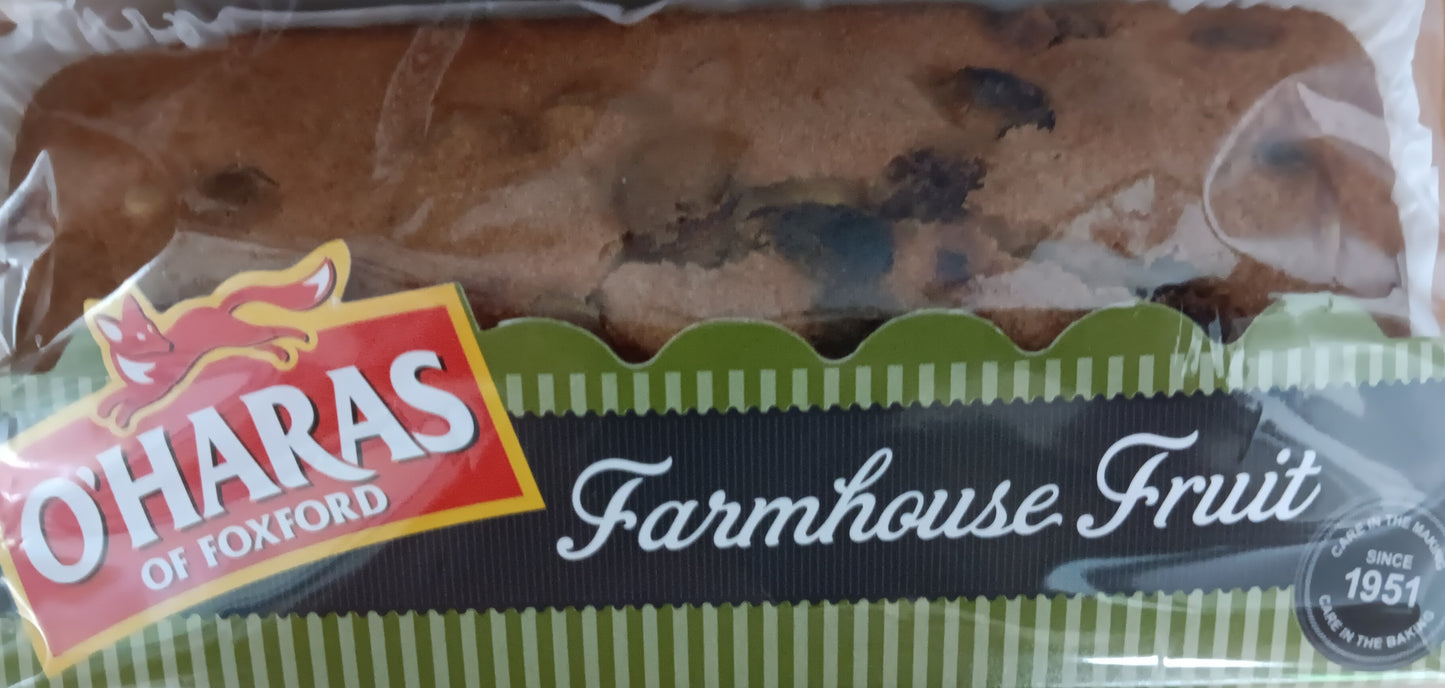 O'HARAS
OF FOXFORD
Farmhouse Fruit
CARE IN THE MAKING
SINCE
1951
CARE IN THE BAKING